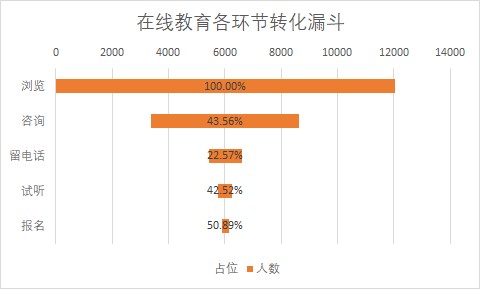 在线教育各环节转化漏斗
0 2000 4000 6000 8000 10000 12000 14000
浏览 100.00%
咨询 43.56%
留电话 22.57%
试听 42.52%
报名 50.89%
占位 人数